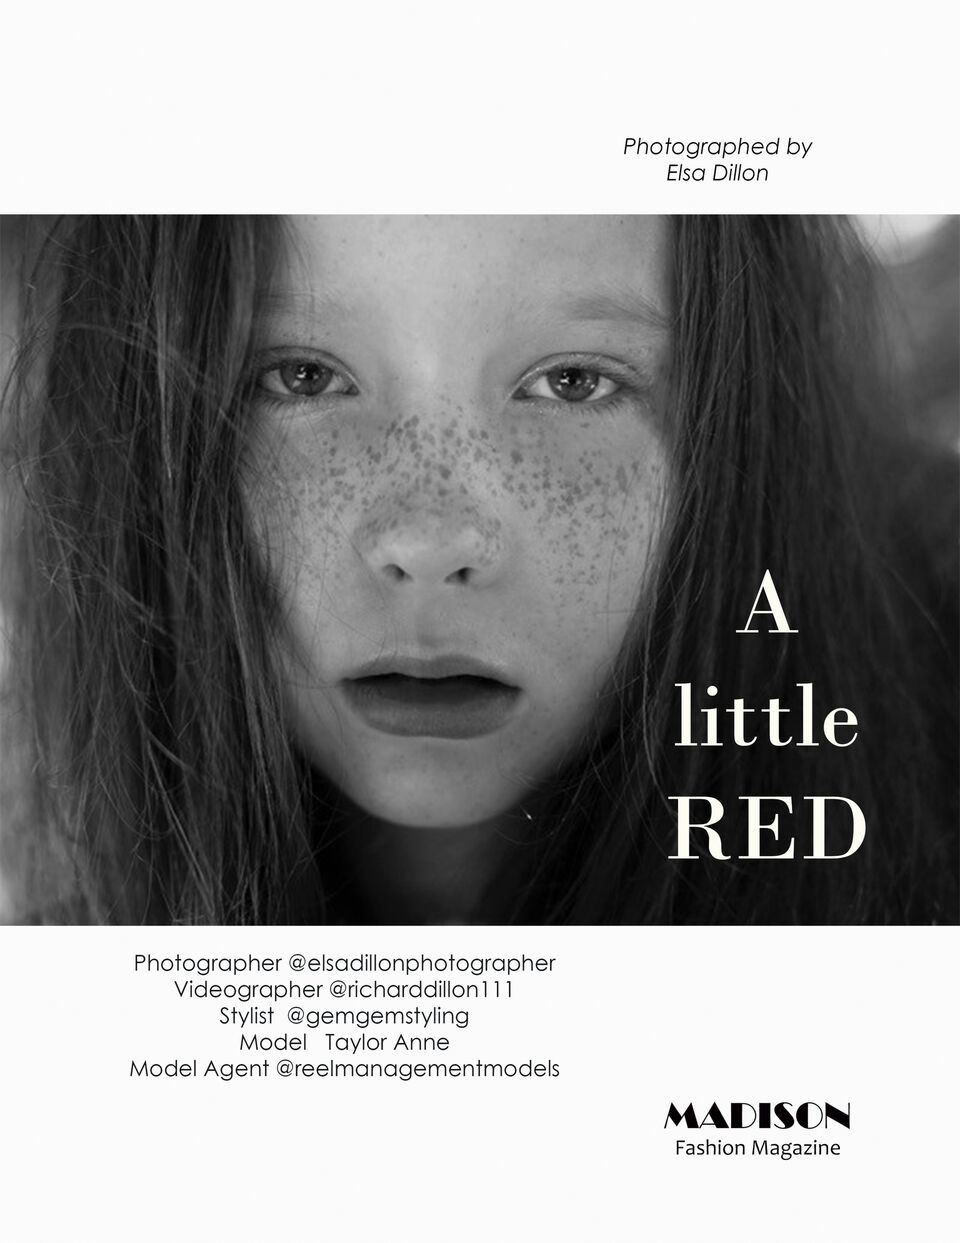 Photographed by
Elsa Dillon
A
little
RED
Photographer @elsadillonphotographer
Videographer @richarddillon111
Stylist @gemgemstyling
Model Taylor Anne
Model Agent @reelmanagementmodels
MADISON
Fashion Magazine